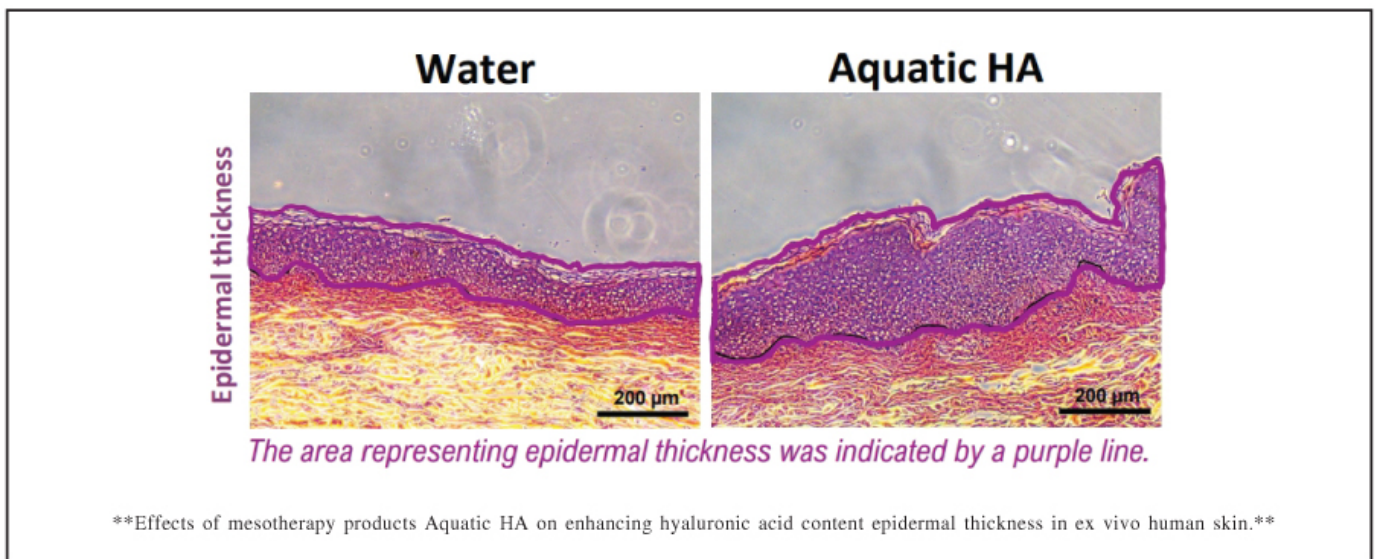 Water
Aquatic HA
Epidermal thickness
200 µm
200 µm
The area representing epidermal thickness was indicated by a purple line.
**Effects of mesotherapy products Aquatic HA on enhancing hyaluronic acid content epidermal thickness in ex vivo human skin.**